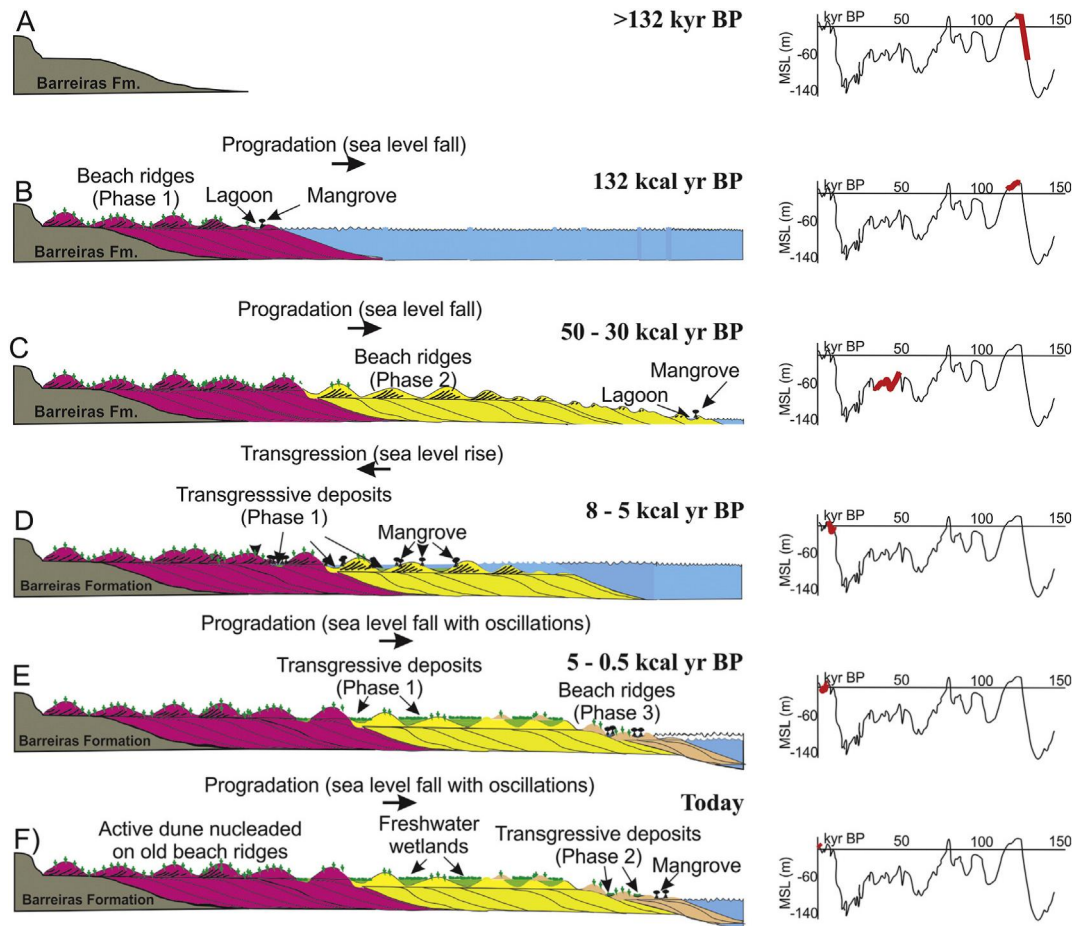 A
>132 kyr BP
Barreiras Fm.
kyr BP 50 100 150
MSL (m)
-60
-140
Progradation (sea level fall)
B
132 kcal yr BP
Beach ridges
(Phase 1)
Lagoon
Mangrove
Barreiras Fm.
kyr BP 50 100 150
MSL (m)
-60
-140
Progradation (sea level fall)
C
50 - 30 kcal yr BP
Beach ridges
(Phase 2)
Mangrove
Lagoon
Barreiras Fm.
kyr BP 50 100 150
MSL (m)
-60
-140
Transgression (sea level rise)
D
8 - 5 kcal yr BP
Transgresssive deposits
(Phase 1)
Mangrove
Barreiras Formation
kyr BP 50 100 150
MSL (m)
-60
-140
Progradation (sea level fall with oscillations)
E
5 - 0.5 kcal yr BP
Transgressive deposits
(Phase 1)
Beach ridges
(Phase 3)
Barreiras Formation
kyr BP 50 100 150
MSL (m)
-60
-140
Progradation (sea level fall with oscillations)
F)
Today
Active dune nucleaded
on old beach ridges
Freshwater
wetlands
Transgressive deposits
(Phase 2)
Mangrove
Barreiras Formation
kyr BP 50 100 150
MSL (m)
-60
-140